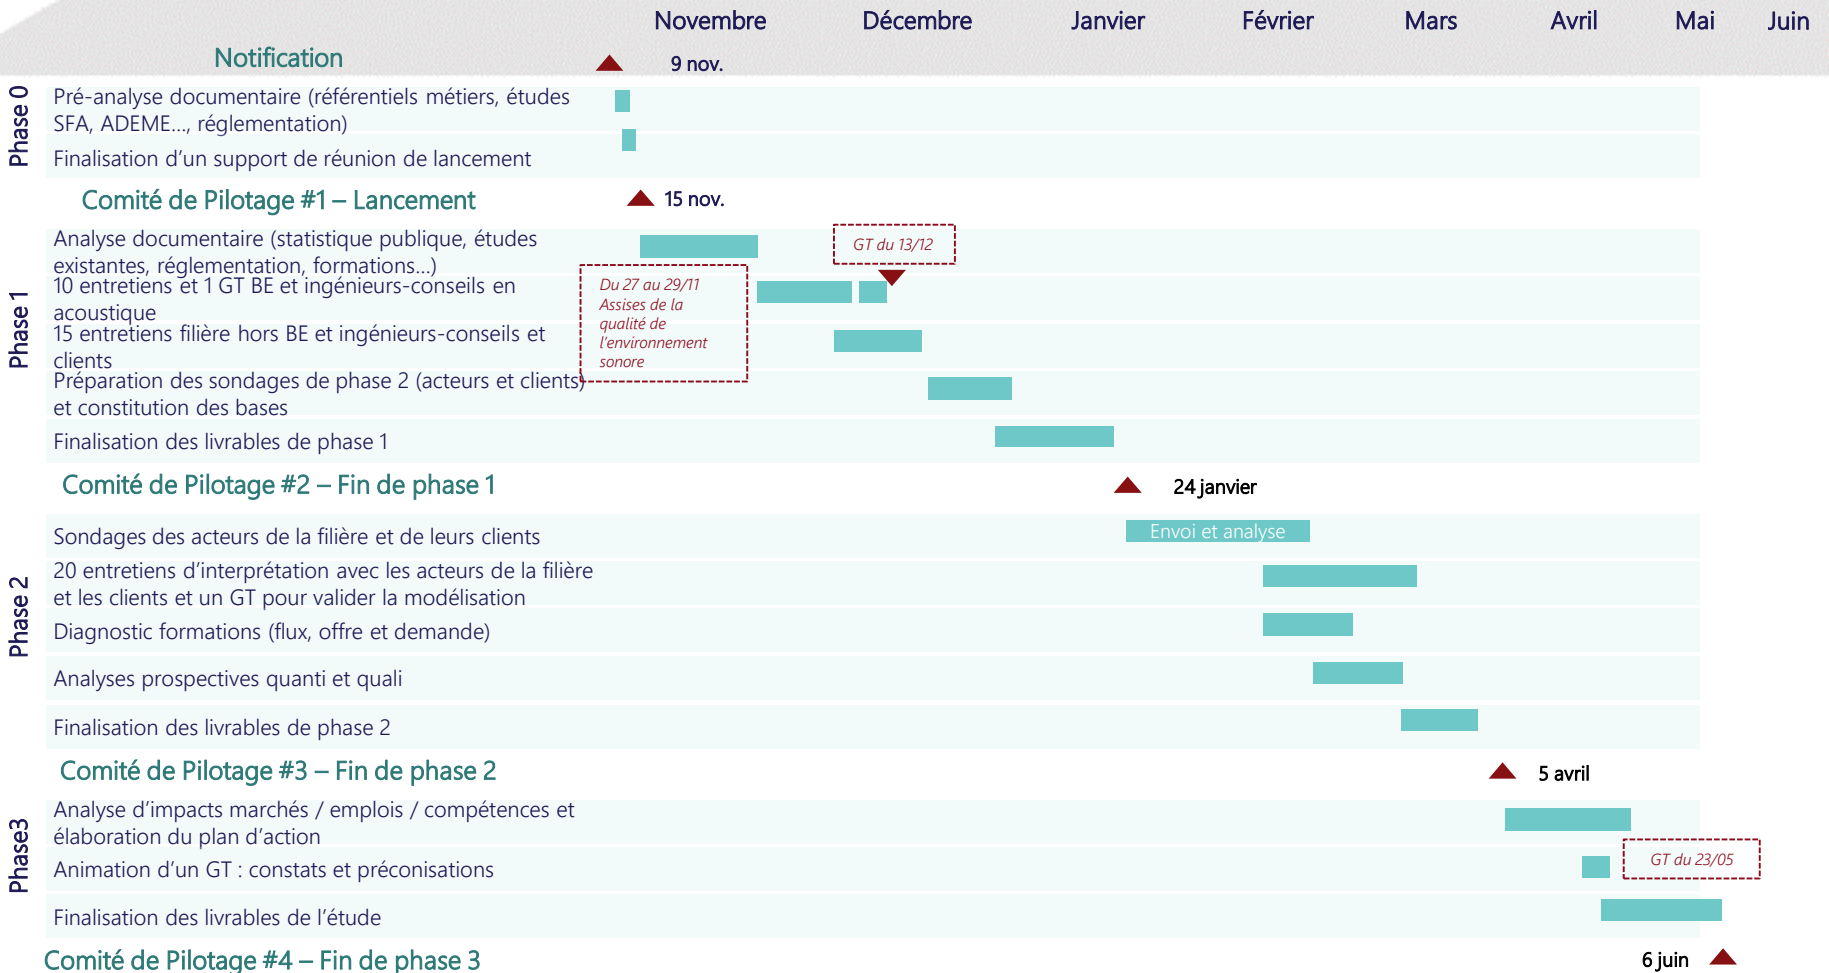 Novembre Décembre Janvier Février Mars Avril Mai Juin
Notification
9 nov.
Phase 0
Pré-analyse documentaire (référentiels métiers, études
SFA, ADEME…, réglementation)
Finalisation d'un support de réunion de lancement
Comité de Pilotage #1 – Lancement
15 nov.
Phase 1
Analyse documentaire (statistique publique, études
existantes, réglementation, formations…)
GT du 13/12
10 entretiens et 1 GT BE et ingénieurs-conseils en
acoustique
Du 27 au 29/11
Assises de la
qualité de
l'environnement
sonore
15 entretiens filière hors BE et ingénieurs-conseils et
clients
Préparation des sondages de phase 2 (acteurs et clients)
et constitution des bases
Finalisation des livrables de phase 1
Comité de Pilotage #2 – Fin de phase 1
24 janvier
Phase 2
Sondages des acteurs de la filière et de leurs clients
Envoi et analyse
20 entretiens d'interprétation avec les acteurs de la filière
et les clients et un GT pour valider la modélisation
Diagnostic formations (flux, offre et demande)
Analyses prospectives quanti et quali
Finalisation des livrables de phase 2
Comité de Pilotage #3 – Fin de phase 2
5 avril
Phase3
Analyse d'impacts marchés / emplois / compétences et
élaboration du plan d'action
Animation d'un GT : constats et préconisations
GT du 23/05
Finalisation des livrables de l'étude
Comité de Pilotage #4 – Fin de phase 3
6 juin